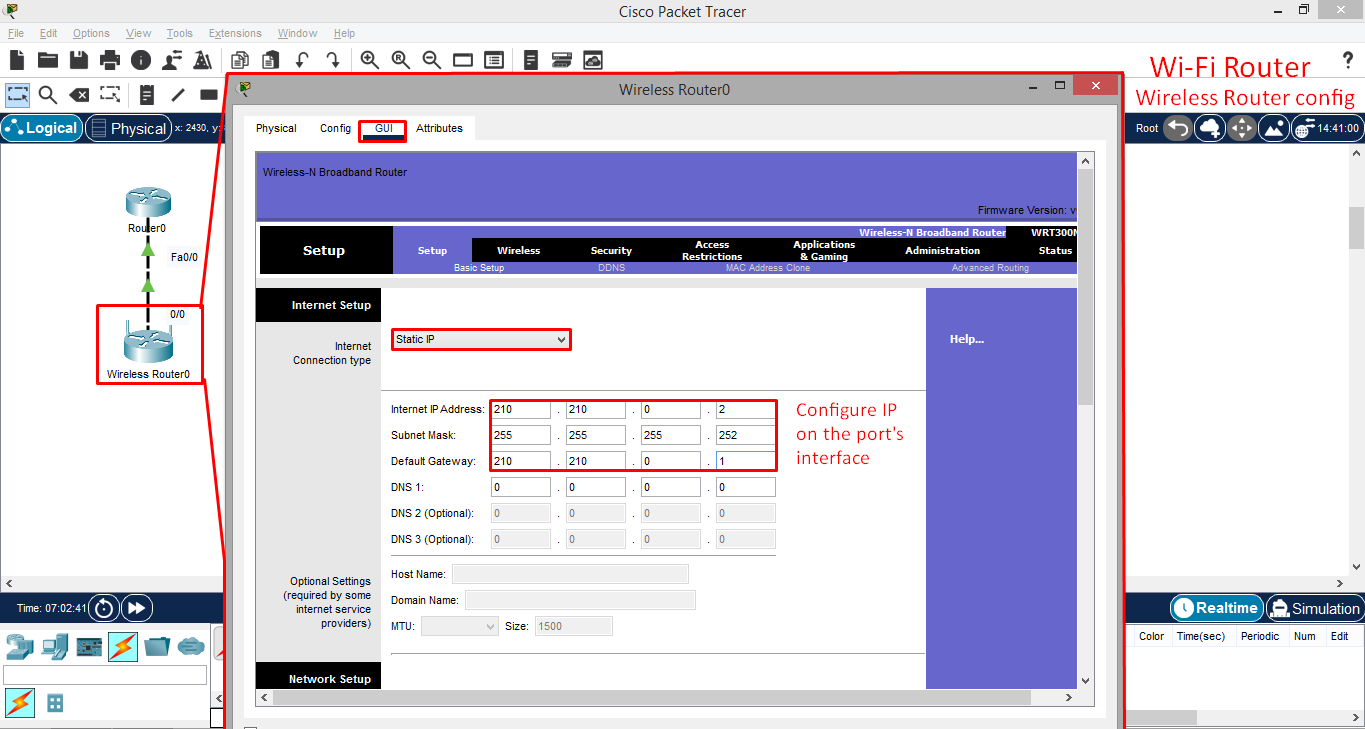 Cisco Packet Tracer
File Edit Options View Tools Extensions Window Help
Wi-Fi Router
Wireless Router config
Wireless Router0
Logical Physical x: 2430, y:
Root 14:41:00
Physical Config GUI Attributes
Wireless-N Broadband Router
Firmware Version: v
Wireless-N Broadband Router WRT300N
Setup
Setup Wireless Security Access Restrictions Applications & Gaming Administration Status
Basic Setup DDNS MAC Address Clone Advanced Routing
Router0
Fa0/0
0/0
Wireless Router0
Internet Setup
Internet
Connection type
Static IP
Help...
Internet IP Address: 210 . 210 . 0 . 2
Subnet Mask: 255 . 255 . 255 . 252
Default Gateway: 210 . 210 . 0 . 1
Configure IP
on the port's
interface
DNS 1: 0 . 0 . 0 . 0
DNS 2 (Optional): 0 . 0 . 0 . 0
DNS 3 (Optional): 0 . 0 . 0 . 0
Optional Settings
(required by some
internet service
providers)
Host Name:
Domain Name:
MTU: Size: 1500
Network Setup
Time: 07:02:41
Realtime Simulation
Color Time(sec) Periodic Num Edit